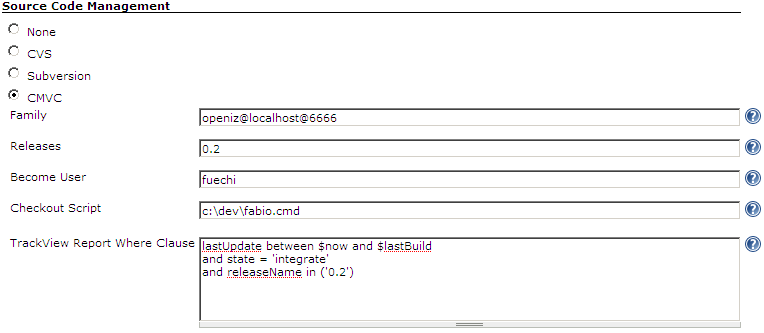 Source Code Management
None
CVS
Subversion
CMVC
Family openiz@localhost@6666
Releases 0.2
Become User fuechi
Checkout Script c:\dev\fabio.cmd
TrackView Report Where Clause lastUpdate between $now and $lastBuild
and state = 'integrate'
and releaseName in ('0.2')